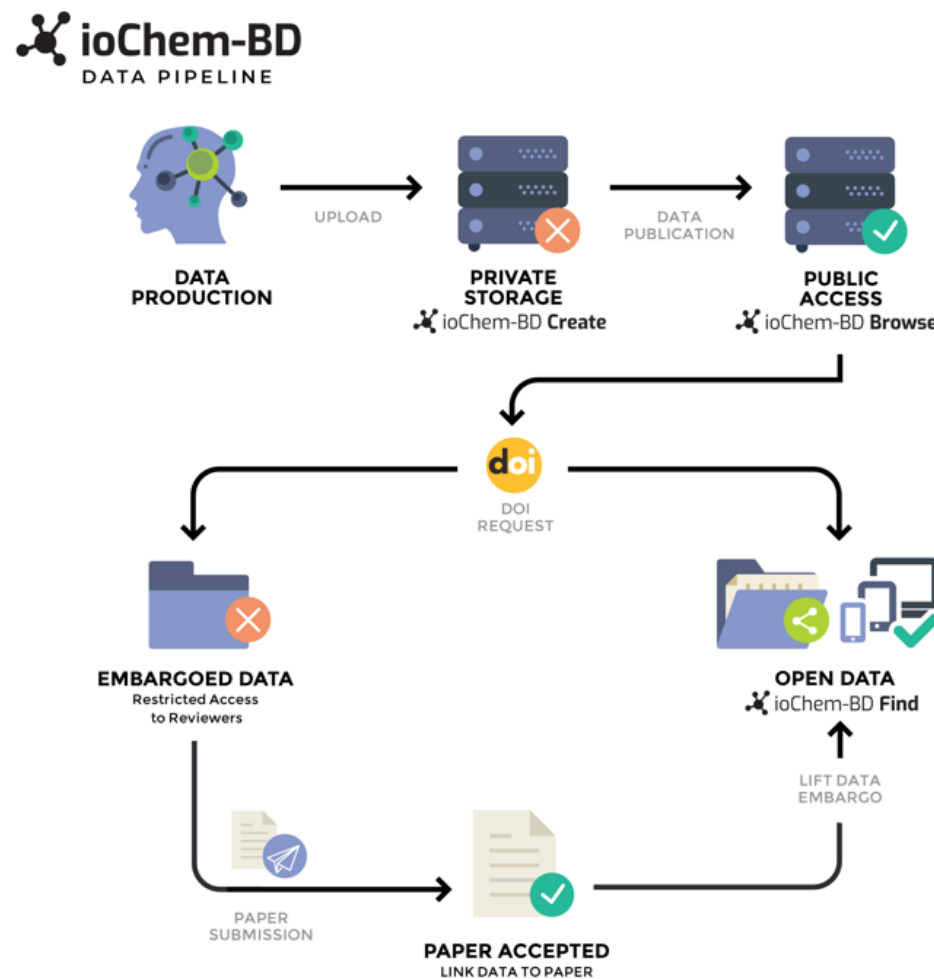 ioChem-BD
DATA PIPELINE
UPLOAD
DATA
PUBLICATION
DATA
PRODUCTION
PRIVATE
STORAGE
ioChem-BD Create
PUBLIC
ACCESS
ioChem-BD Browse
doi
DOI
REQUEST
EMBARGOED DATA
Restricted Access
to Reviewers
OPEN DATA
ioChem-BD Find
LIFT DATA
EMBARGO
PAPER
SUBMISSION
PAPER ACCEPTED
LINK DATA TO PAPER